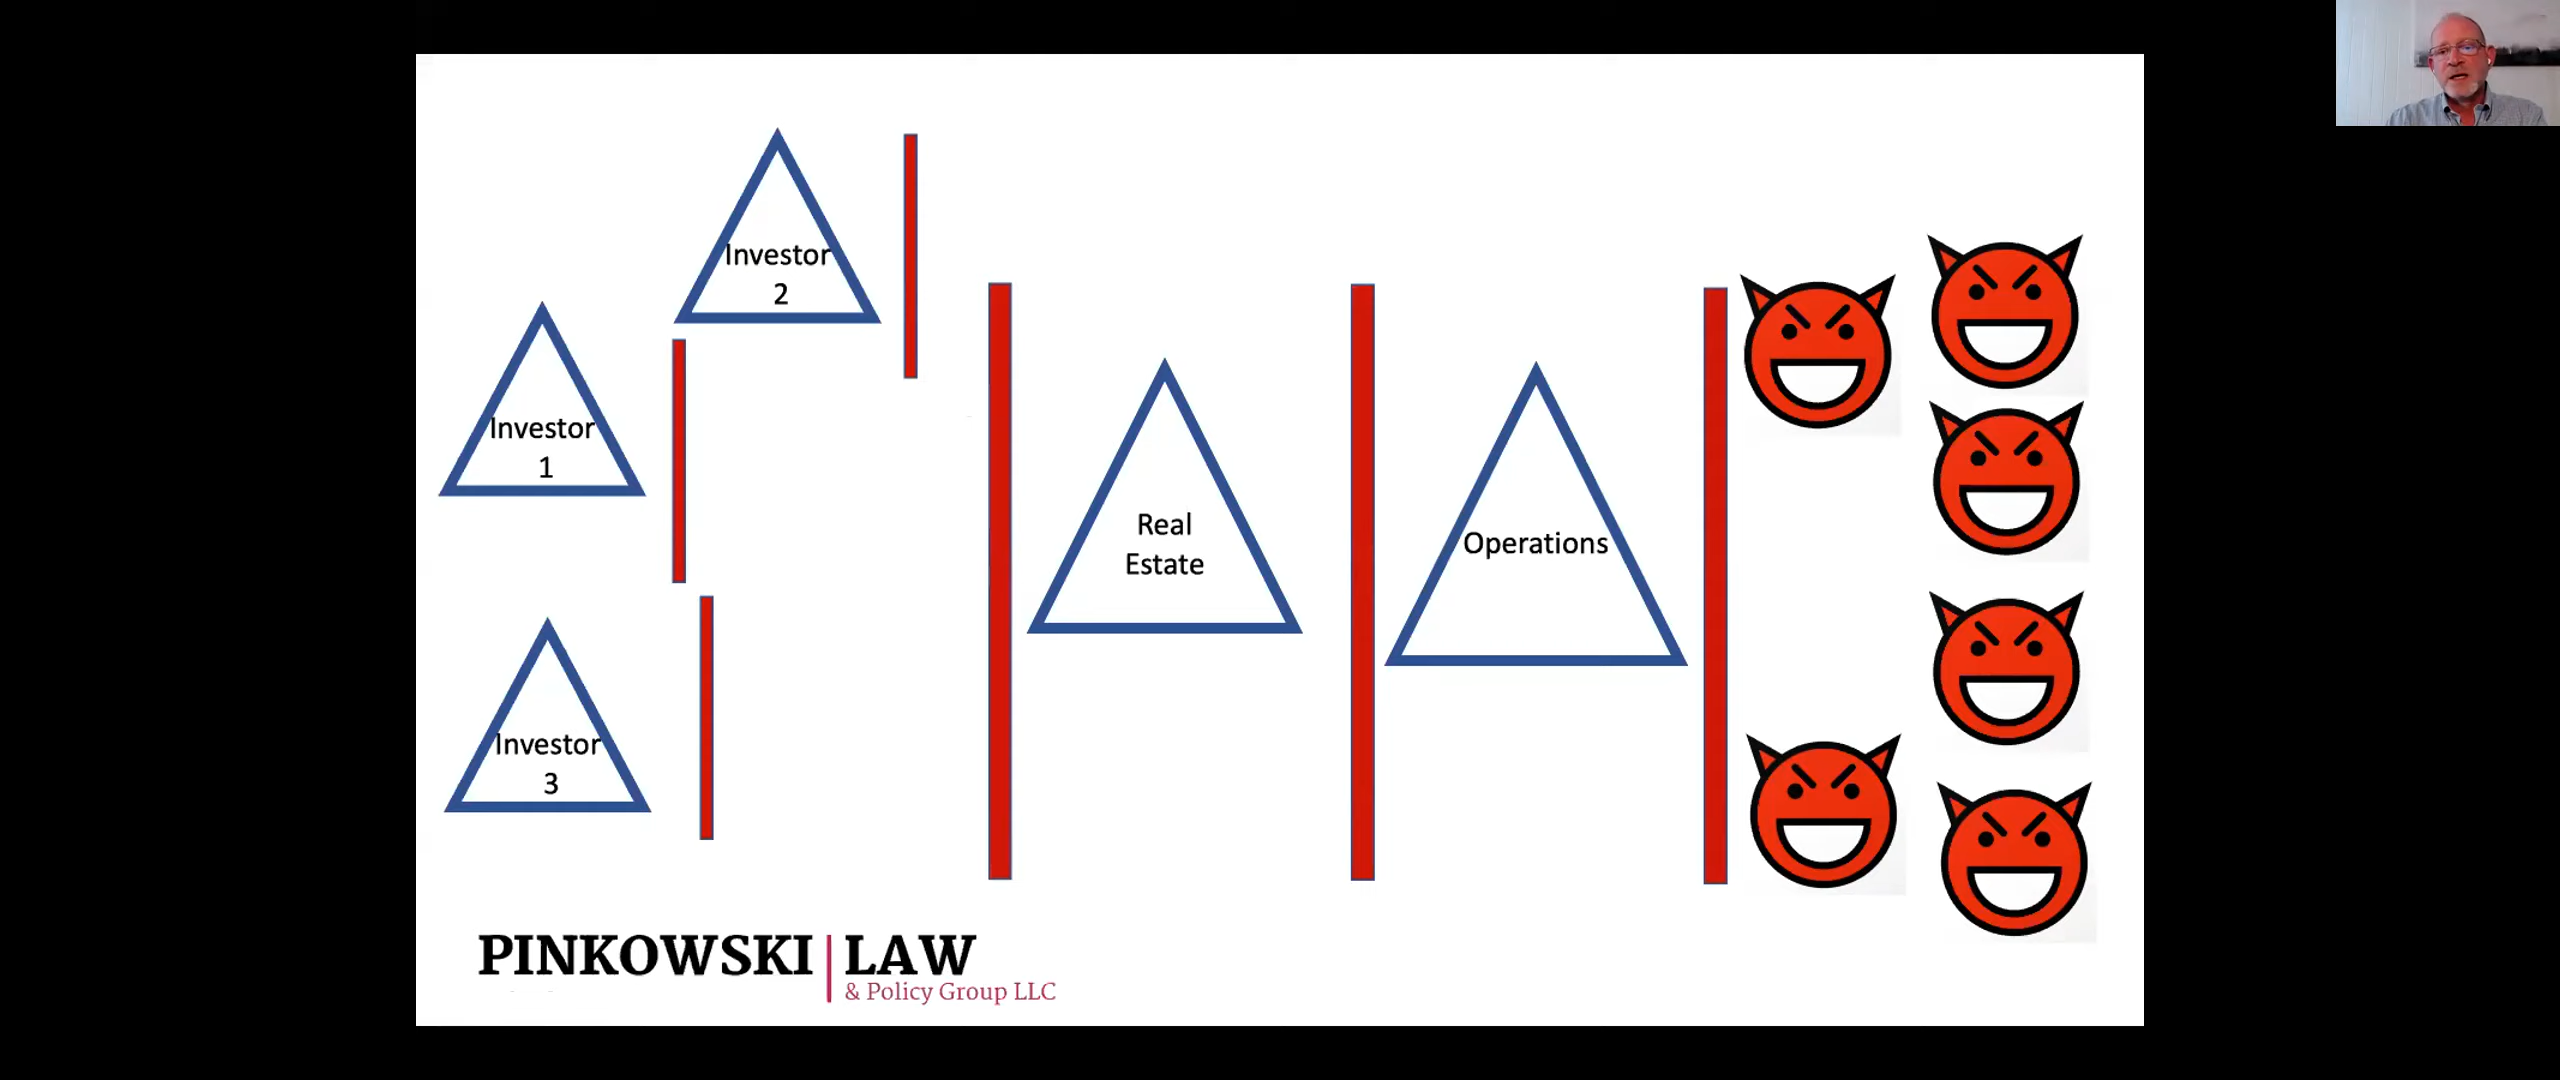 Investor
2
Investor
1
Real
Estate
Operations
Investor
3
PINKOWSKI LAW
& Policy Group LLC